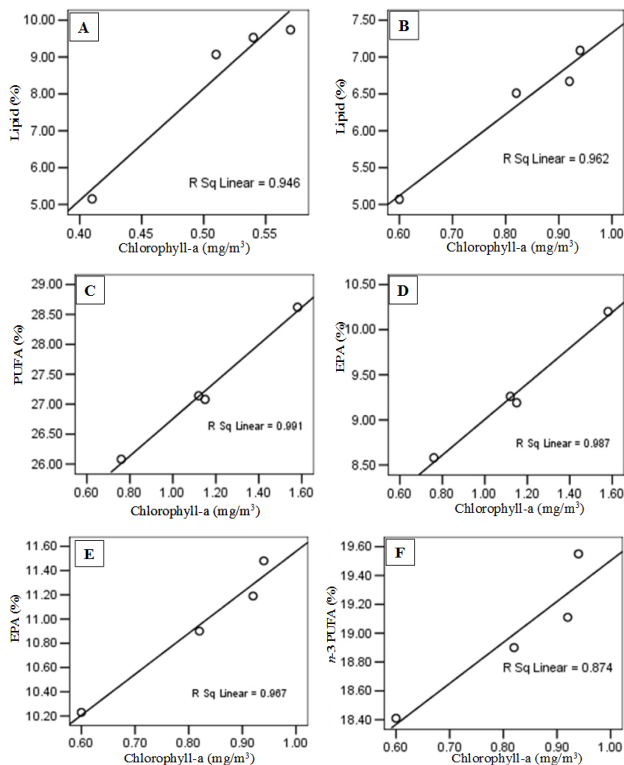 A
Lipid (%)
10.00
9.00
8.00
7.00
6.00
5.00
R Sq Linear = 0.946
0.40
0.45
0.50
0.55
Chlorophyll-a (mg/m³)
B
Lipid (%)
7.50
7.00
6.50
6.00
5.50
5.00
R Sq Linear = 0.962
0.60
0.70
0.80
0.90
1.00
Chlorophyll-a (mg/m³)
C
PUFA (%)
29.00
28.50
28.00
27.50
27.00
26.50
26.00
R Sq Linear = 0.991
0.60
0.80
1.00
1.20
1.40
1.60
Chlorophyll-a (mg/m³)
D
EPA (%)
10.50
10.00
9.50
9.00
8.50
R Sq Linear = 0.987
0.60
0.80
1.00
1.20
1.40
1.60
Chlorophyll-a (mg/m³)
E
EPA (%)
11.60
11.40
11.20
11.00
10.80
10.60
10.40
10.20
R Sq Linear = 0.967
0.60
0.70
0.80
0.90
1.00
Chlorophyll-a (mg/m³)
F
n-3 PUFA (%)
19.60
19.40
19.20
19.00
18.80
18.60
18.40
R Sq Linear = 0.874
0.60
0.70
0.80
0.90
1.00
Chlorophyll-a (mg/m³)